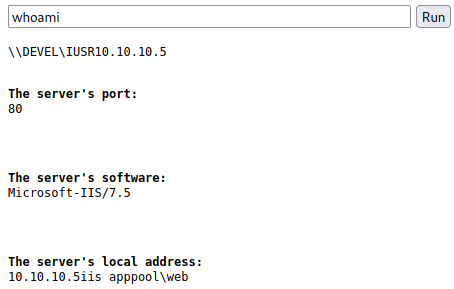 whoami Run
\\DEVEL\IUSR10.10.10.5
The server's port:
80
The server's software:
Microsoft-IIS/7.5
The server's local address:
10.10.10.5iis apppool\web